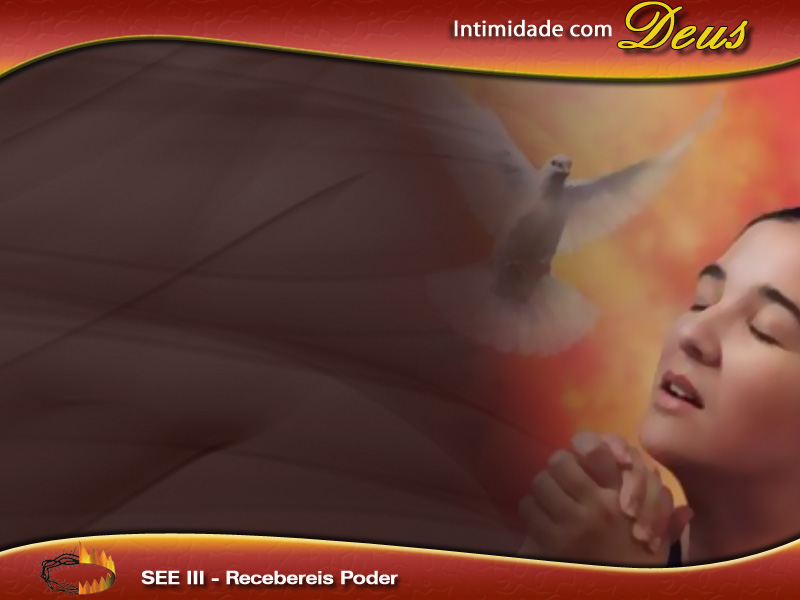 Intimidade com Deus
SEE III - Recebereis Poder